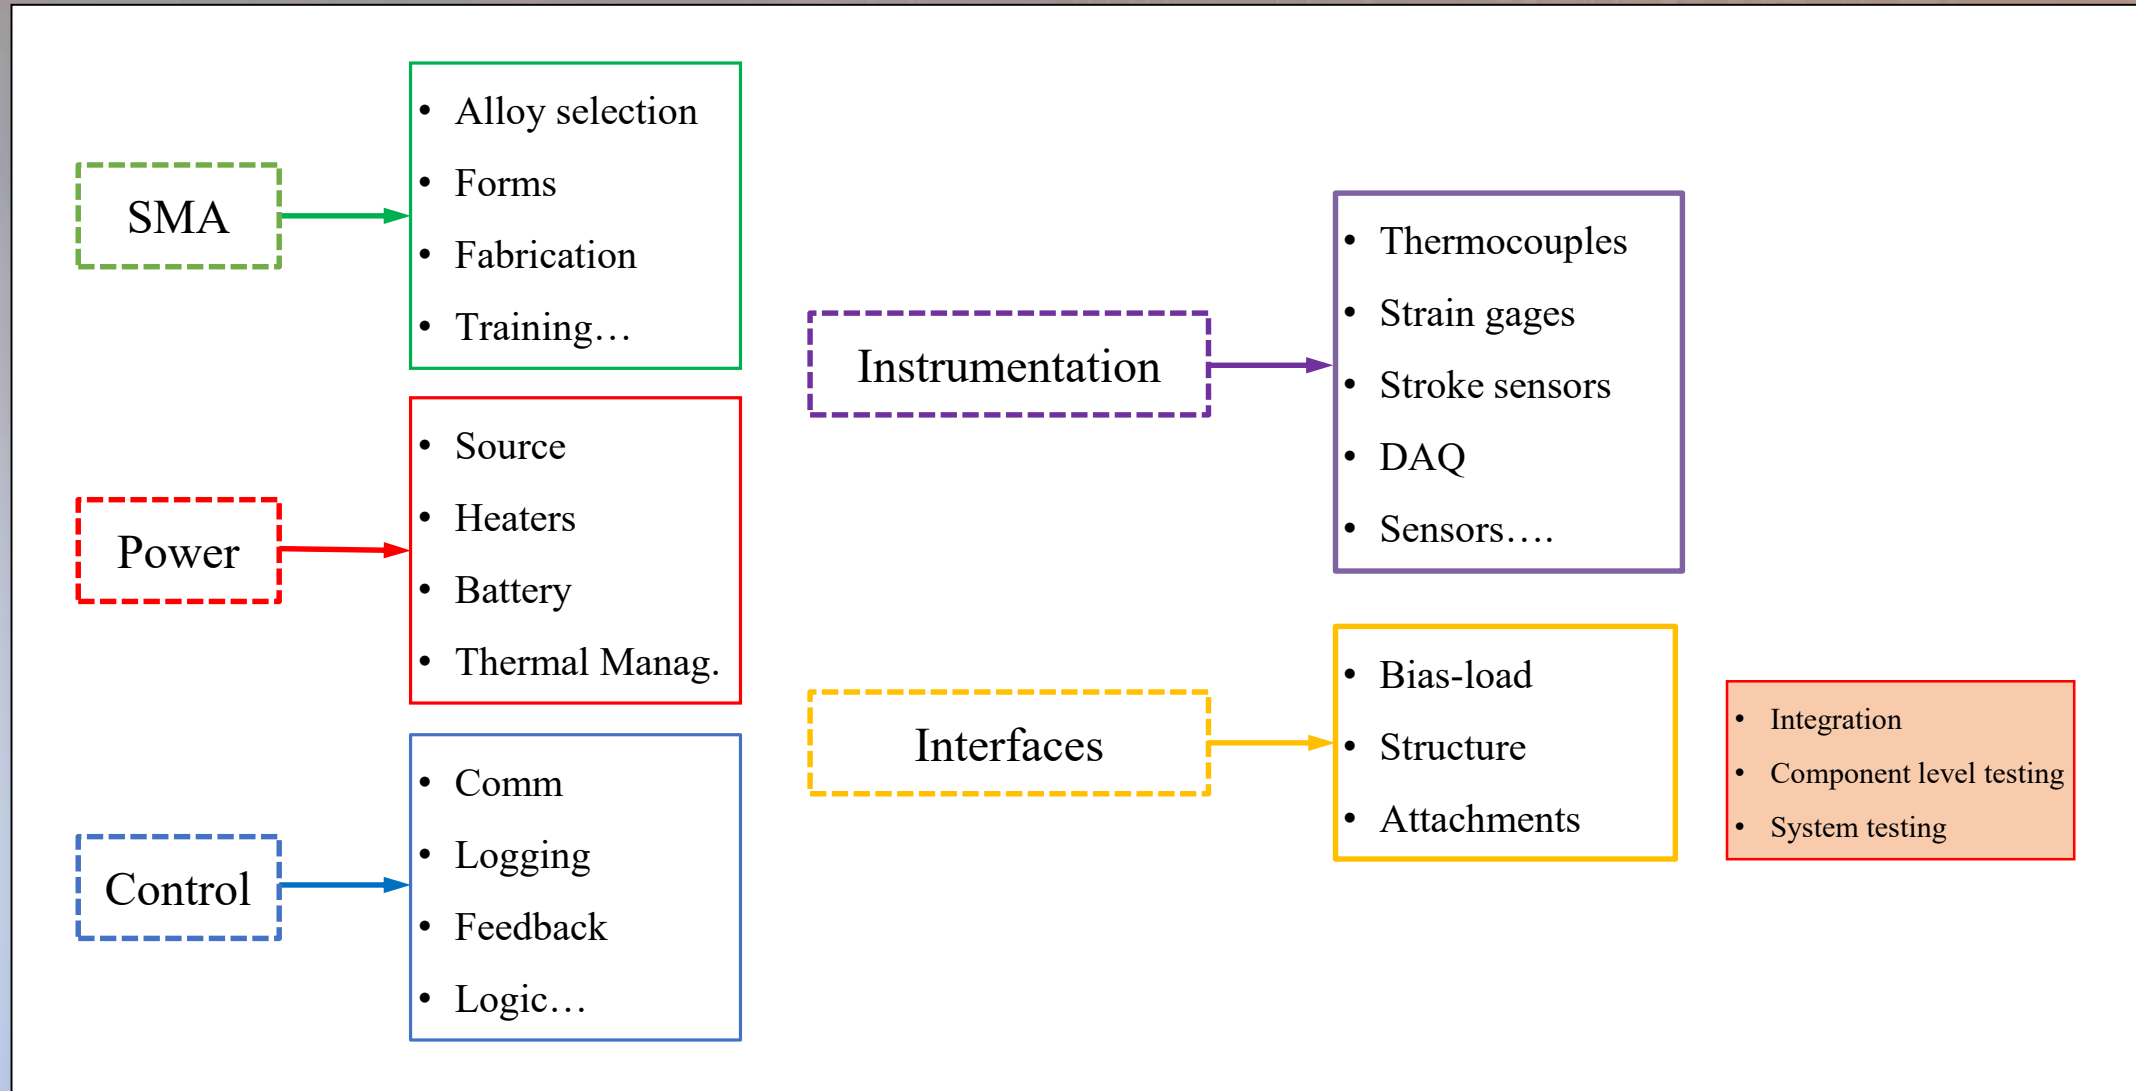 SMA
• Alloy selection
• Forms
• Fabrication
• Training…
Power
• Source
• Heaters
• Battery
• Thermal Manag.
Control
• Comm
• Logging
• Feedback
• Logic…
Instrumentation
• Thermocouples
• Strain gages
• Stroke sensors
• DAQ
• Sensors….
Interfaces
• Bias-load
• Structure
• Attachments
• Integration
• Component level testing
• System testing